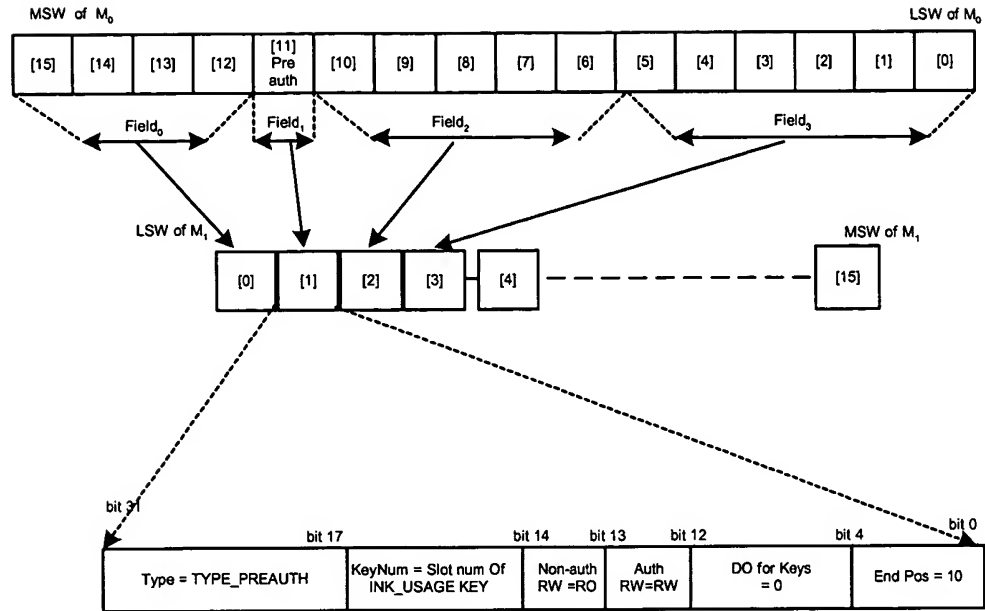 MSW of M₀ LSW of M₀
[15] [14] [13] [12] [11] Pre auth [10] [9] [8] [7] [6] [5] [4] [3] [2] [1] [0]
Field₀ Field₁ Field₂ Field₃
LSW of M₁ MSW of M₁
[0] [1] [2] [3] [4] [15]
bit 31 bit 17 bit 14 bit 13 bit 12 bit 4 bit 0
Type = TYPE_PREAUTH
KeyNum = Slot num Of
INK_USAGE KEY
Non-auth
RW =RO
Auth
RW=RW
DO for Keys
= 0
End Pos = 10